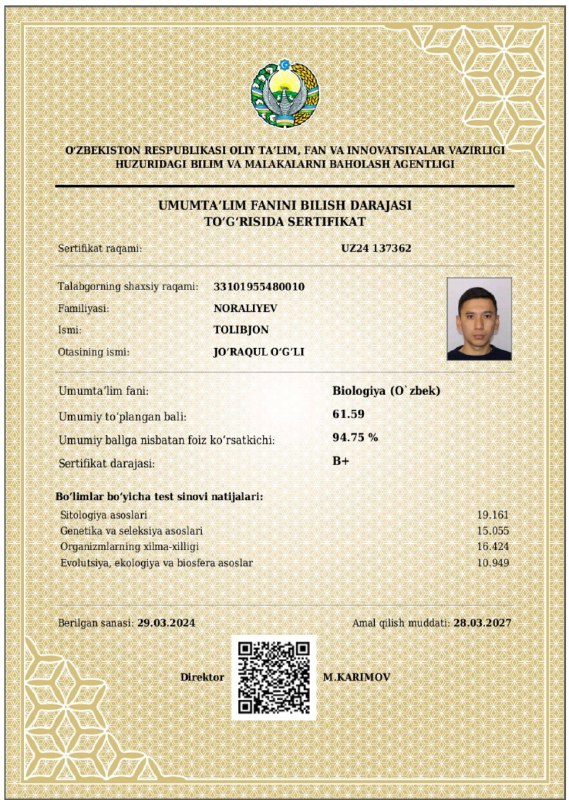 O‘ZBEKISTON RESPUBLIKASI OLIY TA’LIM, FAN VA INNOVATSIYALAR VAZIRLIGI
HUZURIDAGI BILIM VA MALAKALARNI BAHOLASH AGENTLIGI
UMUMTA’LIM FANINI BILISH DARAJASI
TO‘G‘RISIDA SERTIFIKAT
Sertifikat raqami: UZ24 137362
Talabgorning shaxsiy raqami: 33101955480010
Familiyasi: NORALIYEV
Ismi: TOLIBJON
Otasining ismi: JO‘RAQUL O‘G‘LI
Umumta’lim fani: Biologiya (O`zbek)
Umumiy to‘plangan bali: 61.59
Umumiy ballga nisbatan foiz ko‘rsatkichi: 94.75 %
Sertifikat darajasi: B+
Bo‘limlar bo‘yicha test sinovi natijalari:
Sitologiya asoslari 19.161
Genetika va seleksiya asoslari 15.055
Organizmlarning xilma-xilligi 16.424
Evolutsiya, ekologiya va biosfera asoslar 10.949
Berilgan sanasi: 29.03.2024 Amal qilish muddati: 28.03.2027
Direktor M.KARIMOV